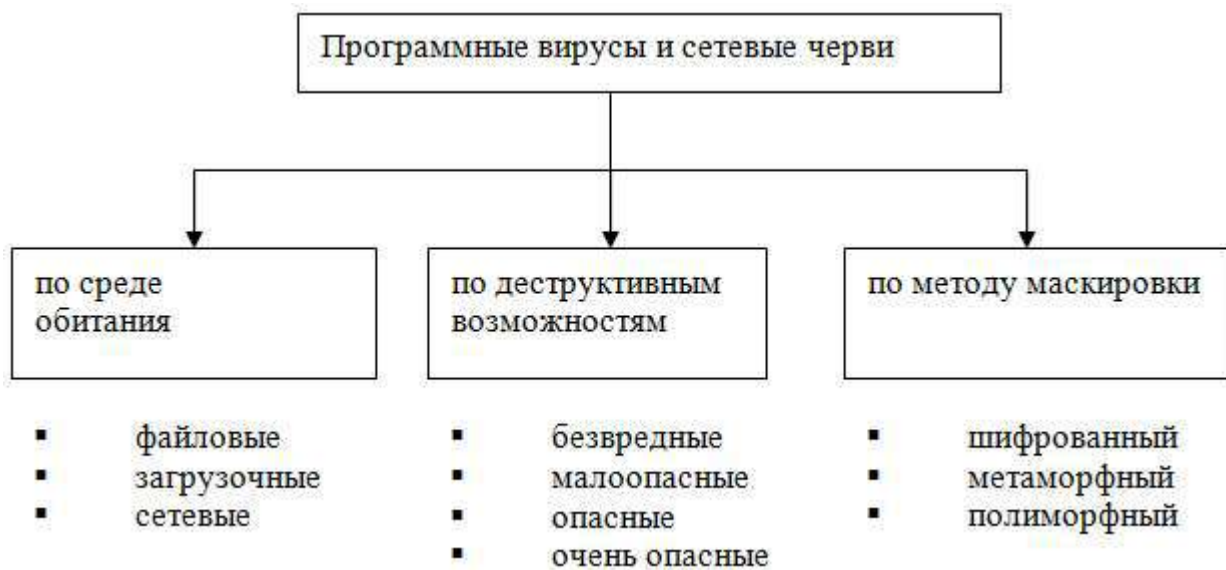 Программные вирусы и сетевые черви
по среде
обитания
по деструктивным
возможностям
по методу маскировки
файловые
загрузочные
сетевые
безвредные
малоопасные
опасные
очень опасные
шифрованный
метаморфный
полиморфный